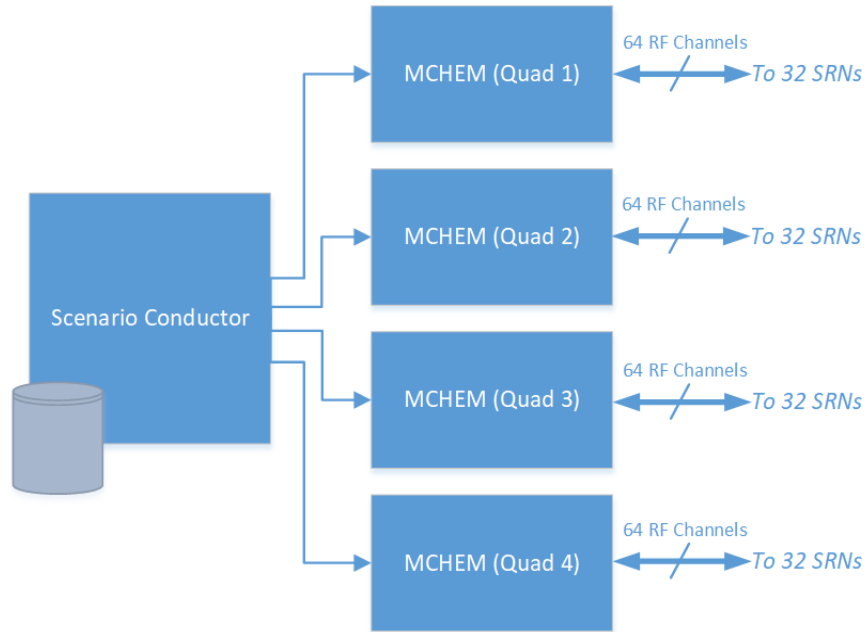 64 RF Channels
MCHEM (Quad 1)
To 32 SRNs
64 RF Channels
MCHEM (Quad 2)
To 32 SRNs
Scenario Conductor
64 RF Channels
MCHEM (Quad 3)
To 32 SRNs
64 RF Channels
MCHEM (Quad 4)
To 32 SRNs